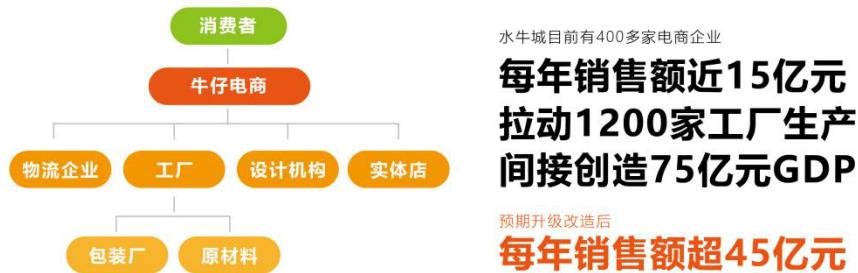 消费者
牛仔电商
物流企业
工厂
设计机构
实体店
包装厂
原材料
水牛城目前有400多家电商企业
每年销售额近15亿元
拉动1200家工厂生产
间接创造75亿元GDP
预期升级改造后
每年销售额超45亿元